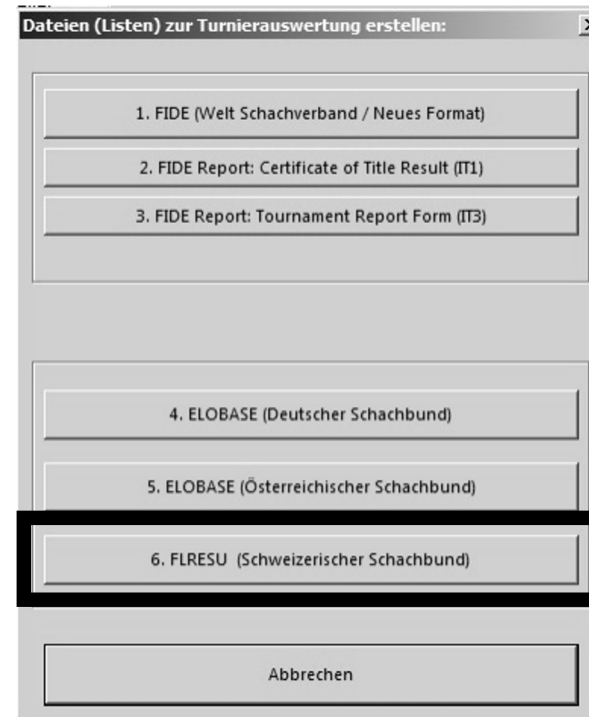 Dateien (Listen) zur Turnierauswertung erstellen:
1. FIDE (Welt Schachverband / Neues Format)
2. FIDE Report: Certificate of Title Result (IT1)
3. FIDE Report: Tournament Report Form (IT3)
4. ELOBASE (Deutscher Schachbund)
5. ELOBASE (Österreichischer Schachbund)
6. FLRESU (Schweizerischer Schachbund)
Abbrechen